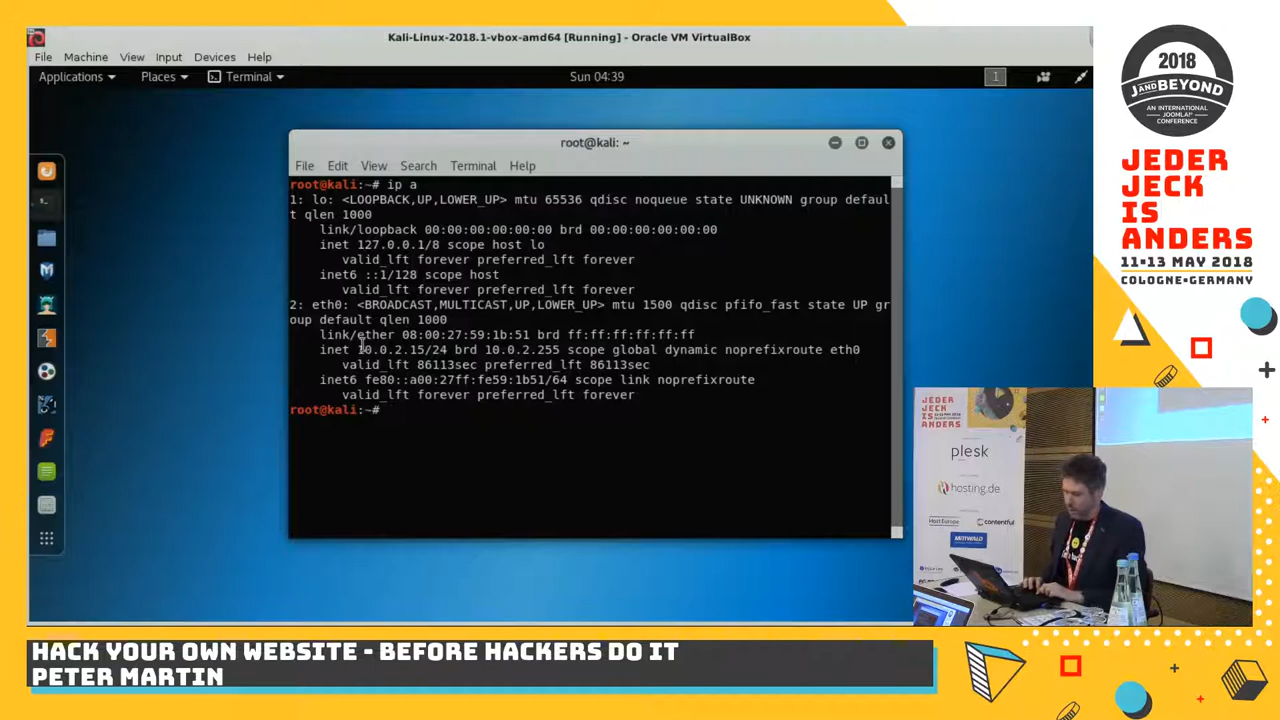 Kali-Linux-2018.1-vbox-amd64 [Running] - Oracle VM VirtualBox
File Machine View Input Devices Help
Applications Places Terminal Sun 04:39 1
root@kali: ~
File Edit View Search Terminal Help
root@kali:~# ip a
1: lo: <LOOPBACK,UP,LOWER_UP> mtu 65536 qdisc noqueue state UNKNOWN group defaul
t qlen 1000
link/loopback 00:00:00:00:00:00 brd 00:00:00:00:00:00
inet 127.0.0.1/8 scope host lo
valid_lft forever preferred_lft forever
inet6 ::1/128 scope host
valid_lft forever preferred_lft forever
2: eth0: <BROADCAST,MULTICAST,UP,LOWER_UP> mtu 1500 qdisc pfifo_fast state UP gr
oup default qlen 1000
link/ether 08:00:27:59:1b:51 brd ff:ff:ff:ff:ff:ff
inet 10.0.2.15/24 brd 10.0.2.255 scope global dynamic noprefixroute eth0
valid_lft 86113sec preferred_lft 86113sec
inet6 fe80::a00:27ff:fe59:1b51/64 scope link noprefixroute
valid_lft forever preferred_lft forever
root@kali:~#
2018
J AND BEYOND
AN INTERNATIONAL
JOOMLA! CONFERENCE
JEDER
JECK
IS
ANDERS
11▪13 MAY 2018
COLOGNE▪GERMANY
JEDER
JECK IS
ANDERS
plesk
hosting.de
Host Europe contentful
MITTWALD
HACK YOUR OWN WEBSITE - BEFORE HACKERS DO IT
PETER MARTIN